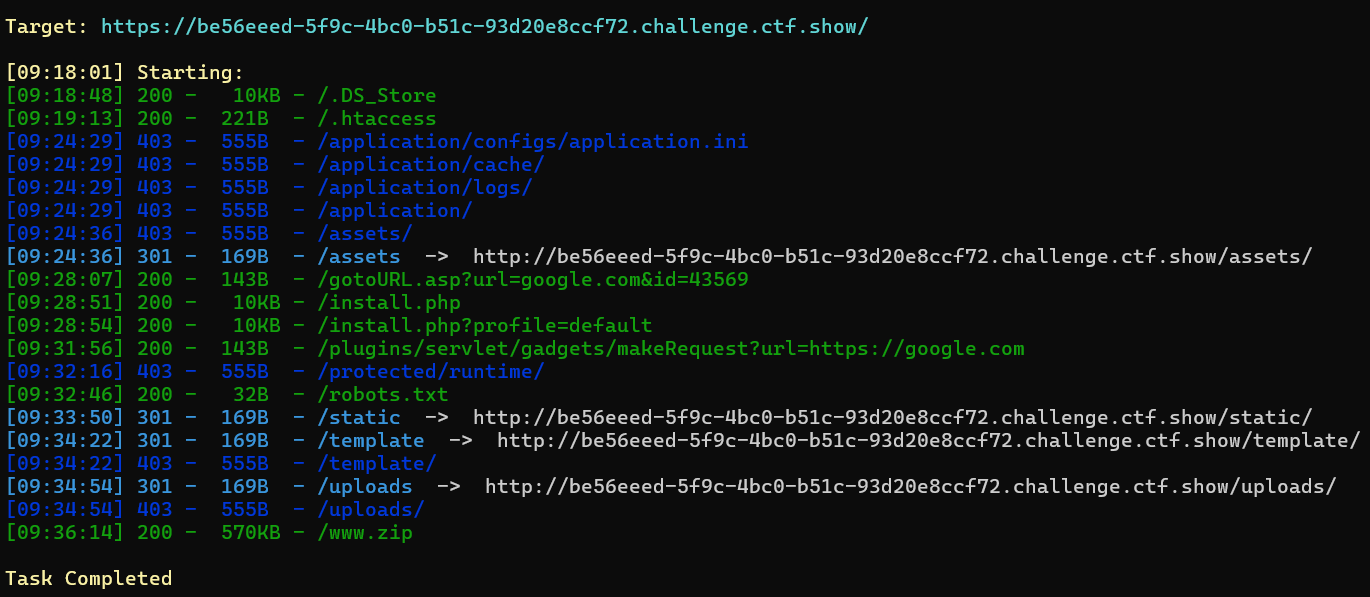 Target: https://be56eeed-5f9c-4bc0-b51c-93d20e8ccf72.challenge.ctf.show/
[09:18:01] Starting:
[09:18:48] 200 -   10KB - /.DS_Store
[09:19:13] 200 -  221B  - /.htaccess
[09:24:29] 403 -  555B  - /application/configs/application.ini
[09:24:29] 403 -  555B  - /application/cache/
[09:24:29] 403 -  555B  - /application/logs/
[09:24:29] 403 -  555B  - /application/
[09:24:36] 403 -  555B  - /assets/
[09:24:36] 301 -  169B  - /assets  ->  http://be56eeed-5f9c-4bc0-b51c-93d20e8ccf72.challenge.ctf.show/assets/
[09:28:07] 200 -  143B  - /gotoURL.asp?url=google.com&id=43569
[09:28:51] 200 -   10KB - /install.php
[09:28:54] 200 -   10KB - /install.php?profile=default
[09:31:56] 200 -  143B  - /plugins/servlet/gadgets/makeRequest?url=https://google.com
[09:32:16] 403 -  555B  - /protected/runtime/
[09:32:46] 200 -   32B  - /robots.txt
[09:33:50] 301 -  169B  - /static  ->  http://be56eeed-5f9c-4bc0-b51c-93d20e8ccf72.challenge.ctf.show/static/
[09:34:22] 301 -  169B  - /template  ->  http://be56eeed-5f9c-4bc0-b51c-93d20e8ccf72.challenge.ctf.show/template/
[09:34:22] 403 -  555B  - /template/
[09:34:54] 301 -  169B  - /uploads  ->  http://be56eeed-5f9c-4bc0-b51c-93d20e8ccf72.challenge.ctf.show/uploads/
[09:34:54] 403 -  555B  - /uploads/
[09:36:14] 200 -  570KB - /www.zip
Task Completed